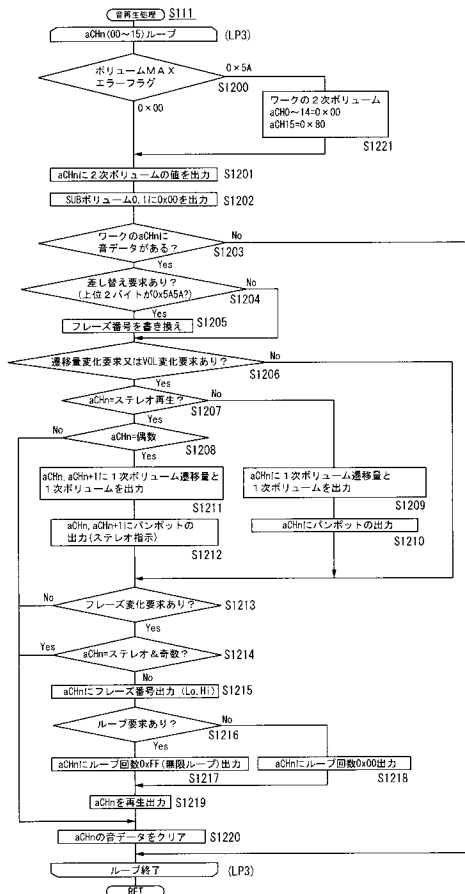 音再生処理 S111
aCHn(00～15)ループ (LP3)
ボリュームMAX
エラーフラグ
0×5A
S1200
0×00
ワークの2次ボリューム
aCH0～14=0×00
aCH15=0×80
S1221
aCHnに2次ボリュームの値を出力 S1201
SUBボリューム0,1に0x00を出力 S1202
ワークのaCHnに
音データがある?
No
S1203
Yes
差し替え要求あり?
(上位2バイトが0x5A5A?)
No
S1204
Yes
フレーズ番号を書き換え S1205
遷移量変化要求又はVOL変化要求あり?
No
S1206
Yes
aCHn=ステレオ再生?
No
S1207
Yes
No
aCHn=偶数
S1208
Yes
aCHn,aCHn+1に1次ボリューム遷移量と
1次ボリュームを出力
S1211
aCHnに1次ボリューム遷移量と
1次ボリュームを出力
S1209
aCHn,aCHn+1にパンポットの
出力(ステレオ指示)
S1212
aCHnにパンポットの出力
S1210
No
フレーズ変化要求あり?
S1213
Yes
Yes
aCHn=ステレオ&奇数?
S1214
No
aCHnにフレーズ番号出力 (Lo,Hi) S1215
ループ要求あり?
No
S1216
Yes
aCHnにループ回数0xFF(無限ループ)出力
S1217
aCHnにループ回数0x00出力
S1218
aCHnを再生出力 S1219
aCHnの音データをクリア S1220
ループ終了 (LP3)
RET